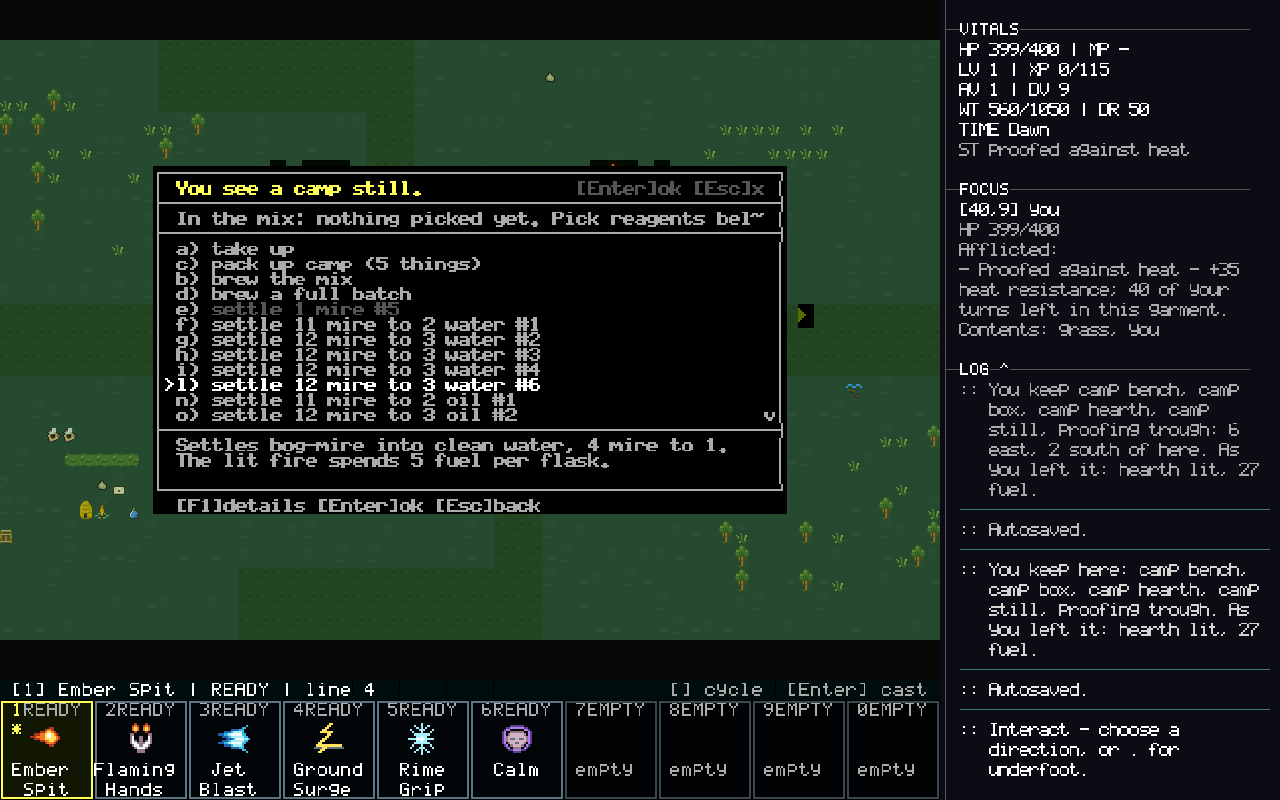 You see a camp still. [Enter]ok [Esc]x
In the mix: nothing picked yet. Pick reagents bel~
a) take up
c) pack up camp (5 things)
b) brew the mix
d) brew a full batch
e) settle 1 mire #5
f) settle 11 mire to 2 water #1
g) settle 12 mire to 3 water #2
h) settle 12 mire to 3 water #3
i) settle 12 mire to 3 water #4
>l) settle 12 mire to 3 water #6
n) settle 11 mire to 2 oil #1
o) settle 12 mire to 3 oil #2
v
Settles bog-mire into clean water, 4 mire to 1.
The lit fire spends 5 fuel per flask.
[F1]details [Enter]ok [Esc]back
VITALS
HP 399/400 | MP -
LV 1 | XP 0/115
AV 1 | DV 9
WT 560/1050 | DR 50
TIME Dawn
ST Proofed against heat
FOCUS
[40,9] You
HP 399/400
Afflicted:
- Proofed against heat - +35
heat resistance; 40 of your
turns left in this garment.
Contents: grass, you
LOG ^
:: You keep camp bench, camp
box, camp hearth, camp
still, Proofing trough: 6
east, 2 south of here. As
you left it: hearth lit, 27
fuel.
:: Autosaved.
:: You keep here: camp bench,
camp box, camp hearth, camp
still, Proofing trough. As
you left it: hearth lit, 27
fuel.
:: Autosaved.
:: Interact - choose a
direction, or . for
underfoot.
[1] Ember Spit | READY | line 4 [] cycle [Enter] cast
1READY 2READY 3READY 4READY 5READY 6READY 7EMPTY 8EMPTY 9EMPTY 0EMPTY
*
Ember Flaming Jet Ground Rime Calm empty empty empty empty
Spit Hands Blast Surge Grip